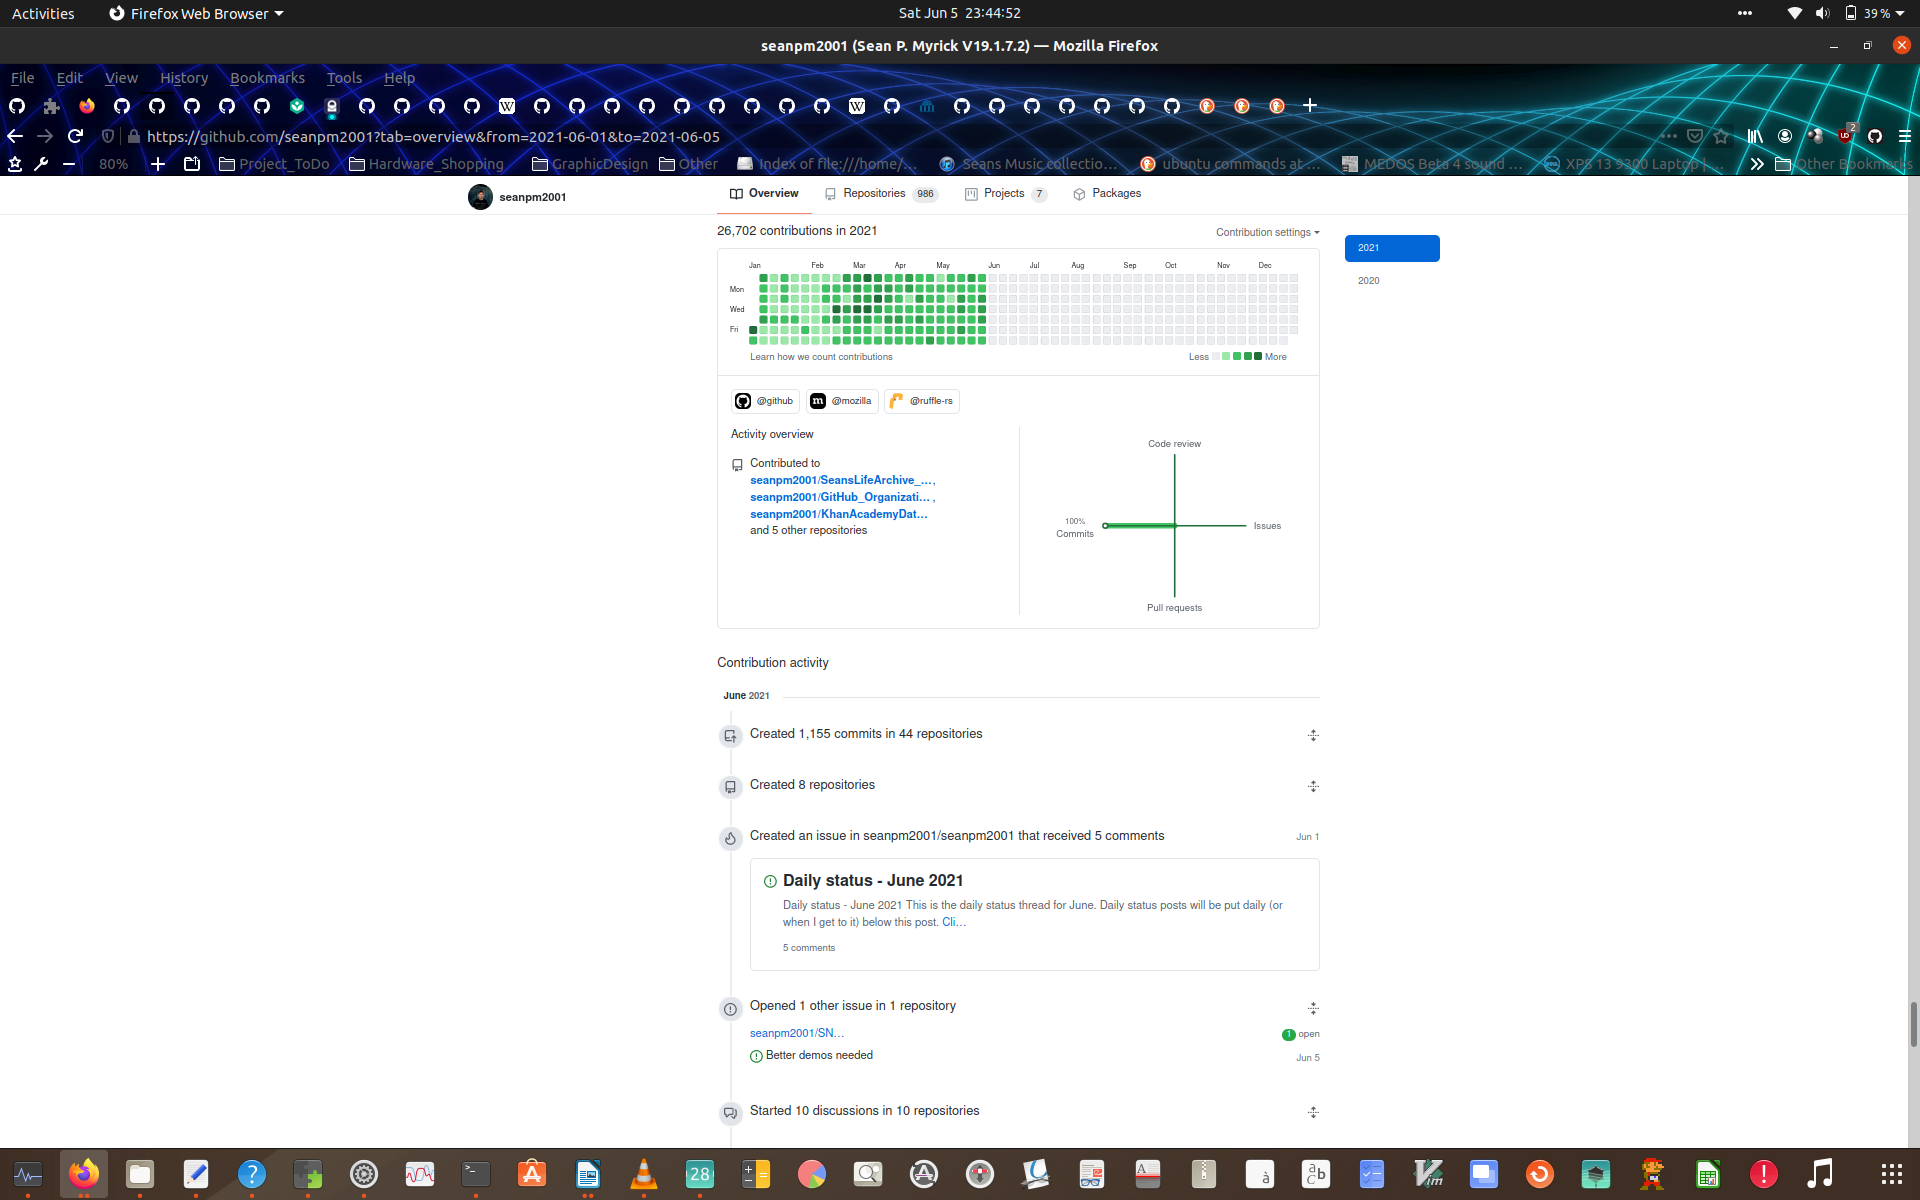 Activities
Firefox Web Browser
Sat Jun 5 23:44:52
39 %
seanpm2001 (Sean P. Myrick V19.1.7.2) — Mozilla Firefox
File Edit View History Bookmarks Tools Help
https://github.com/seanpm2001?tab=overview&from=2021-06-01&to=2021-06-05
2
80%
Project_ToDo
Hardware_Shopping
GraphicDesign
Other
Index of file:///home/…
Seans Music collectio…
ubuntu commands at …
MEDOS Beta 4 sound …
XPS 13 9300 Laptop | …
Other Bookmarks
seanpm2001
Overview
Repositories 986
Projects 7
Packages
26,702 contributions in 2021
Contribution settings
2021
2020
Jan Feb Mar Apr May Jun Jul Aug Sep Oct Nov Dec
Mon
Wed
Fri
Learn how we count contributions
Less More
@github
@mozilla
@ruffle-rs
Activity overview
Contributed to
seanpm2001/SeansLifeArchive_…,
seanpm2001/GitHub_Organizati… ,
seanpm2001/KhanAcademyDat…
and 5 other repositories
Code review
100%
Commits
Issues
Pull requests
Contribution activity
June 2021
Created 1,155 commits in 44 repositories
Created 8 repositories
Created an issue in seanpm2001/seanpm2001 that received 5 comments
Jun 1
Daily status - June 2021
Daily status - June 2021 This is the daily status thread for June. Daily status posts will be put daily (or
when I get to it) below this post. Cli…
5 comments
Opened 1 other issue in 1 repository
seanpm2001/SN…
1 open
Better demos needed
Jun 5
Started 10 discussions in 10 repositories
28